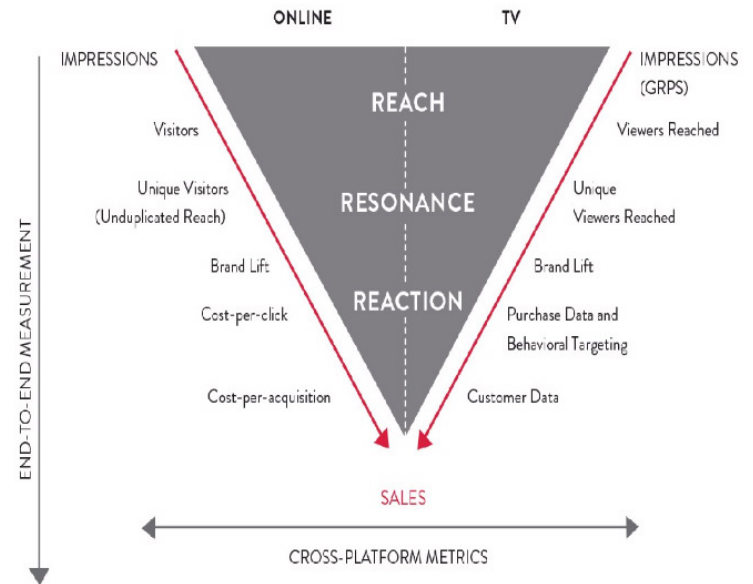 ONLINE
TV
IMPRESSIONS
IMPRESSIONS
(GRPS)
REACH
Visitors
Viewers Reached
Unique Visitors
(Unduplicated Reach)
RESONANCE
Unique
Viewers Reached
Brand Lift
Brand Lift
REACTION
Cost-per-click
Purchase Data and
Behavioral Targeting
Cost-per-acquisition
Customer Data
END-TO-END MEASUREMENT
SALES
CROSS-PLATFORM METRICS